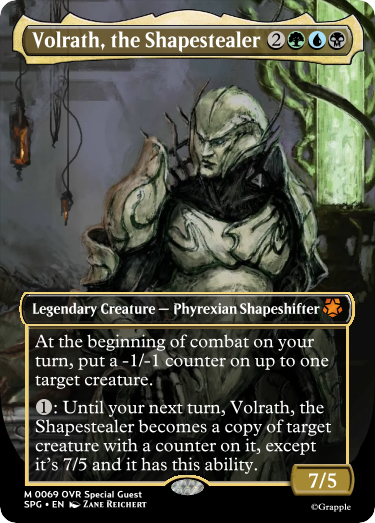 Volrath, the Shapestealer 2
Legendary Creature — Phyrexian Shapeshifter
At the beginning of combat on your
turn, put a -1/-1 counter on up to one
target creature.
1: Until your next turn, Volrath, the
Shapestealer becomes a copy of target
creature with a counter on it, except
it's 7/5 and it has this ability.
7/5
M 0069 OVR Special Guest
SPG • EN Zane Reichert
©Grapple